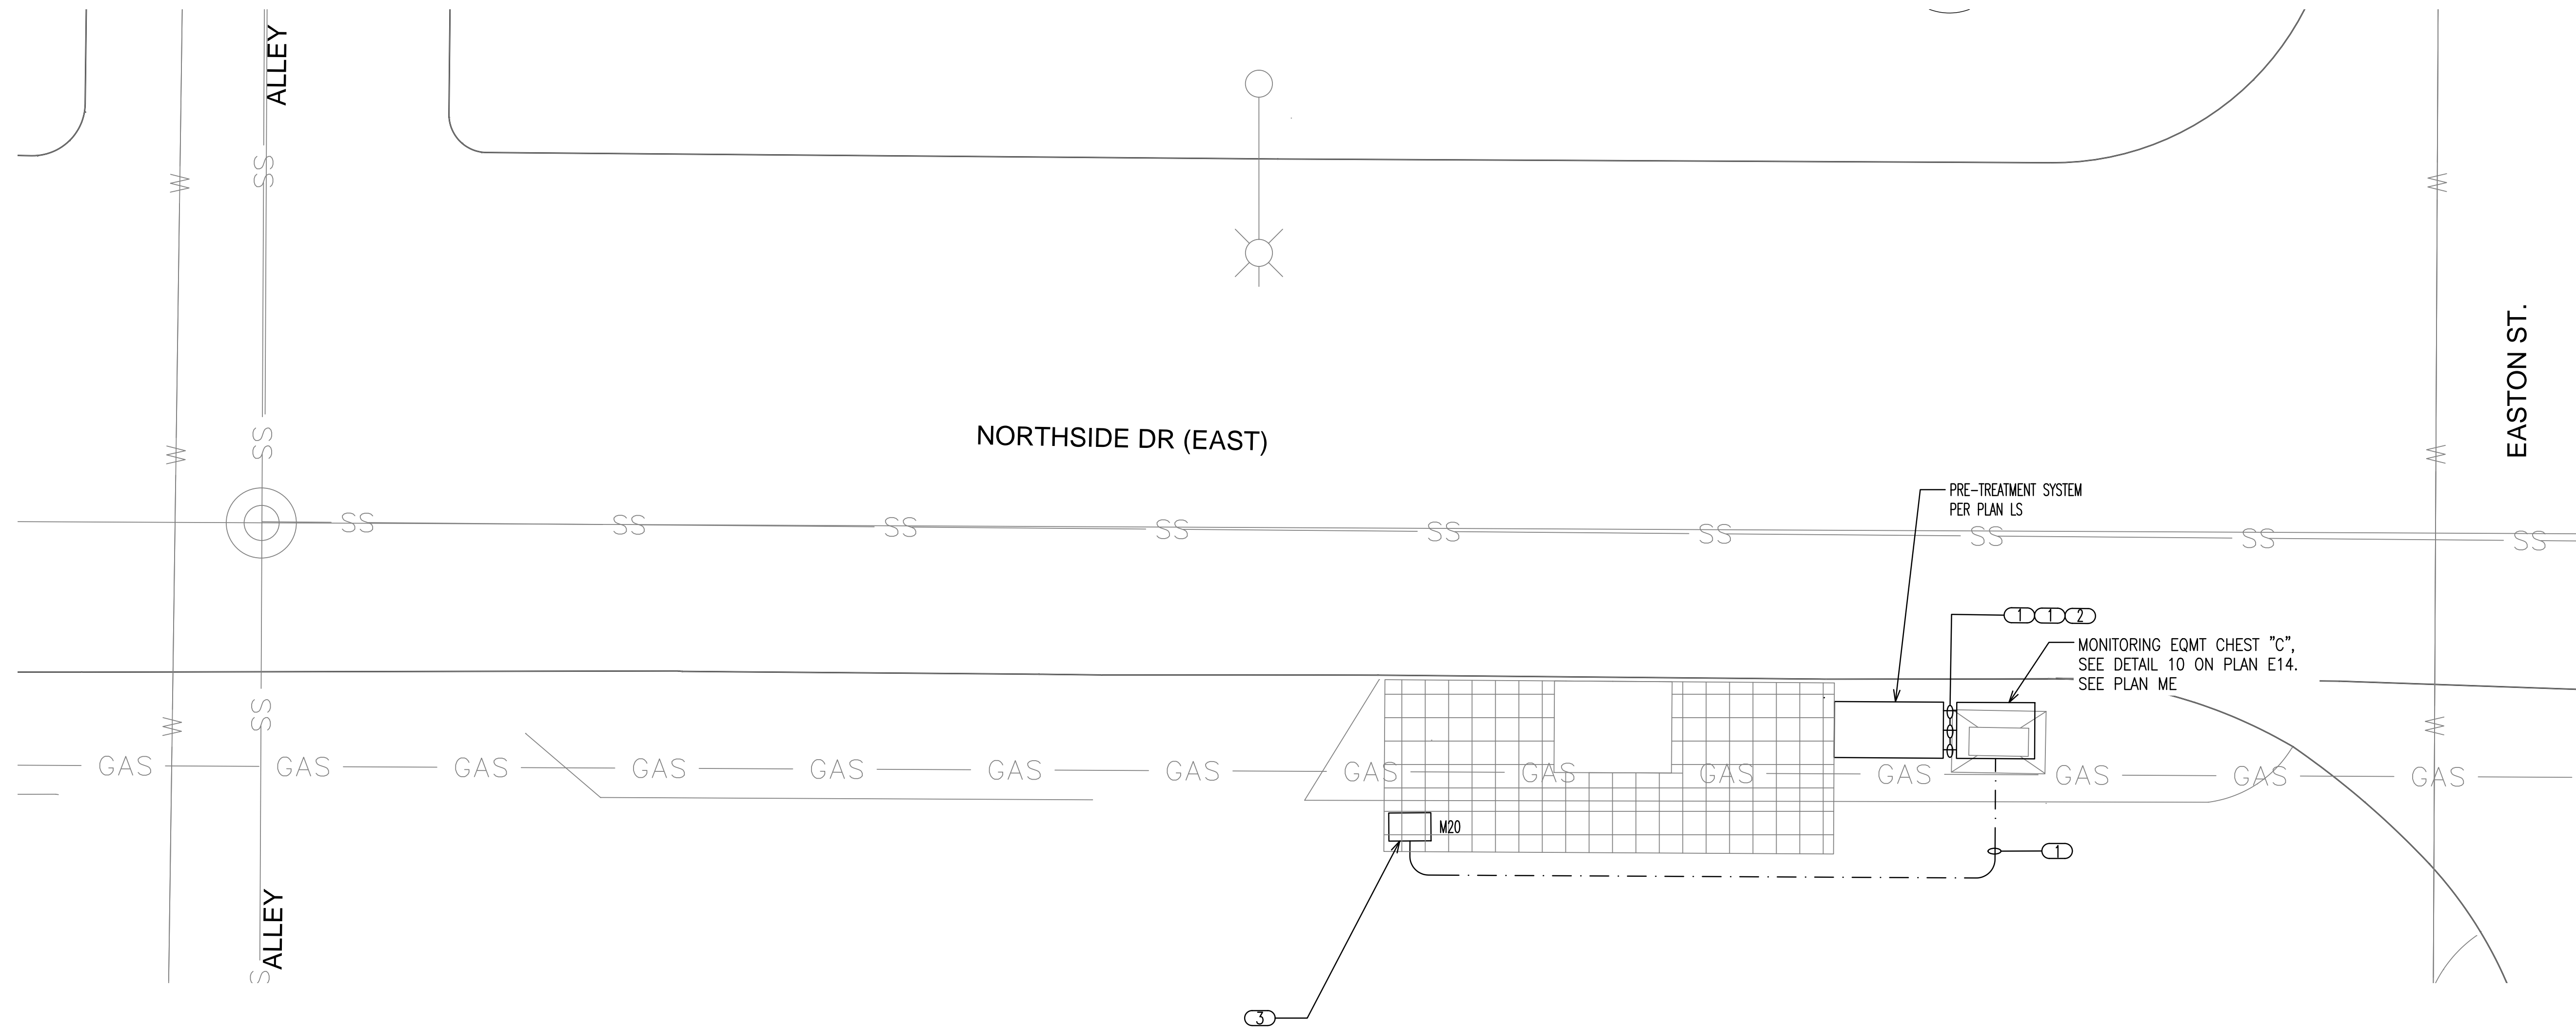 ALLEY
W
SS
W
EASTON ST.
NORTHSIDE DR (EAST)
W
SS
W
PRE-TREATMENT SYSTEM
PER PLAN LS
SS
SS
SS
SS
SS
SS
SS
SS
SS
1 1 2
MONITORING EQMT CHEST "C",
SEE DETAIL 10 ON PLAN E14.
SEE PLAN ME
W
SS
W
GAS
GAS
GAS
GAS
GAS
GAS
GAS
GAS
GAS
GAS
GAS
GAS
GAS
GAS
M20
1
ALLEY
S
3